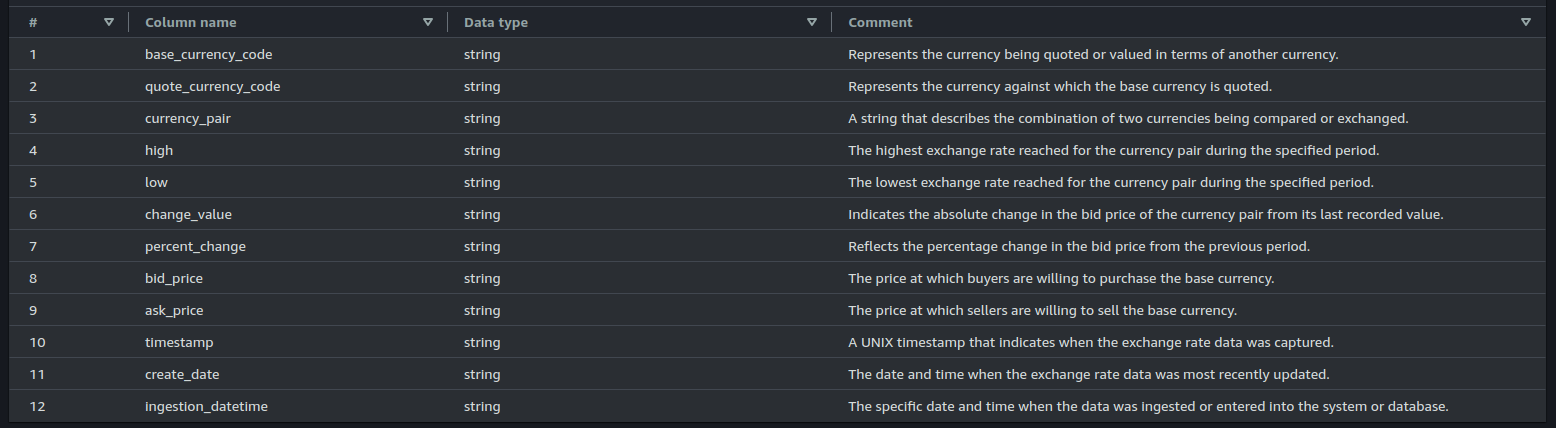 # Column name Data type Comment
1 base_currency_code string Represents the currency being quoted or valued in terms of another currency.
2 quote_currency_code string Represents the currency against which the base currency is quoted.
3 currency_pair string A string that describes the combination of two currencies being compared or exchanged.
4 high string The highest exchange rate reached for the currency pair during the specified period.
5 low string The lowest exchange rate reached for the currency pair during the specified period.
6 change_value string Indicates the absolute change in the bid price of the currency pair from its last recorded value.
7 percent_change string Reflects the percentage change in the bid price from the previous period.
8 bid_price string The price at which buyers are willing to purchase the base currency.
9 ask_price string The price at which sellers are willing to sell the base currency.
10 timestamp string A UNIX timestamp that indicates when the exchange rate data was captured.
11 create_date string The date and time when the exchange rate data was most recently updated.
12 ingestion_datetime string The specific date and time when the data was ingested or entered into the system or database.